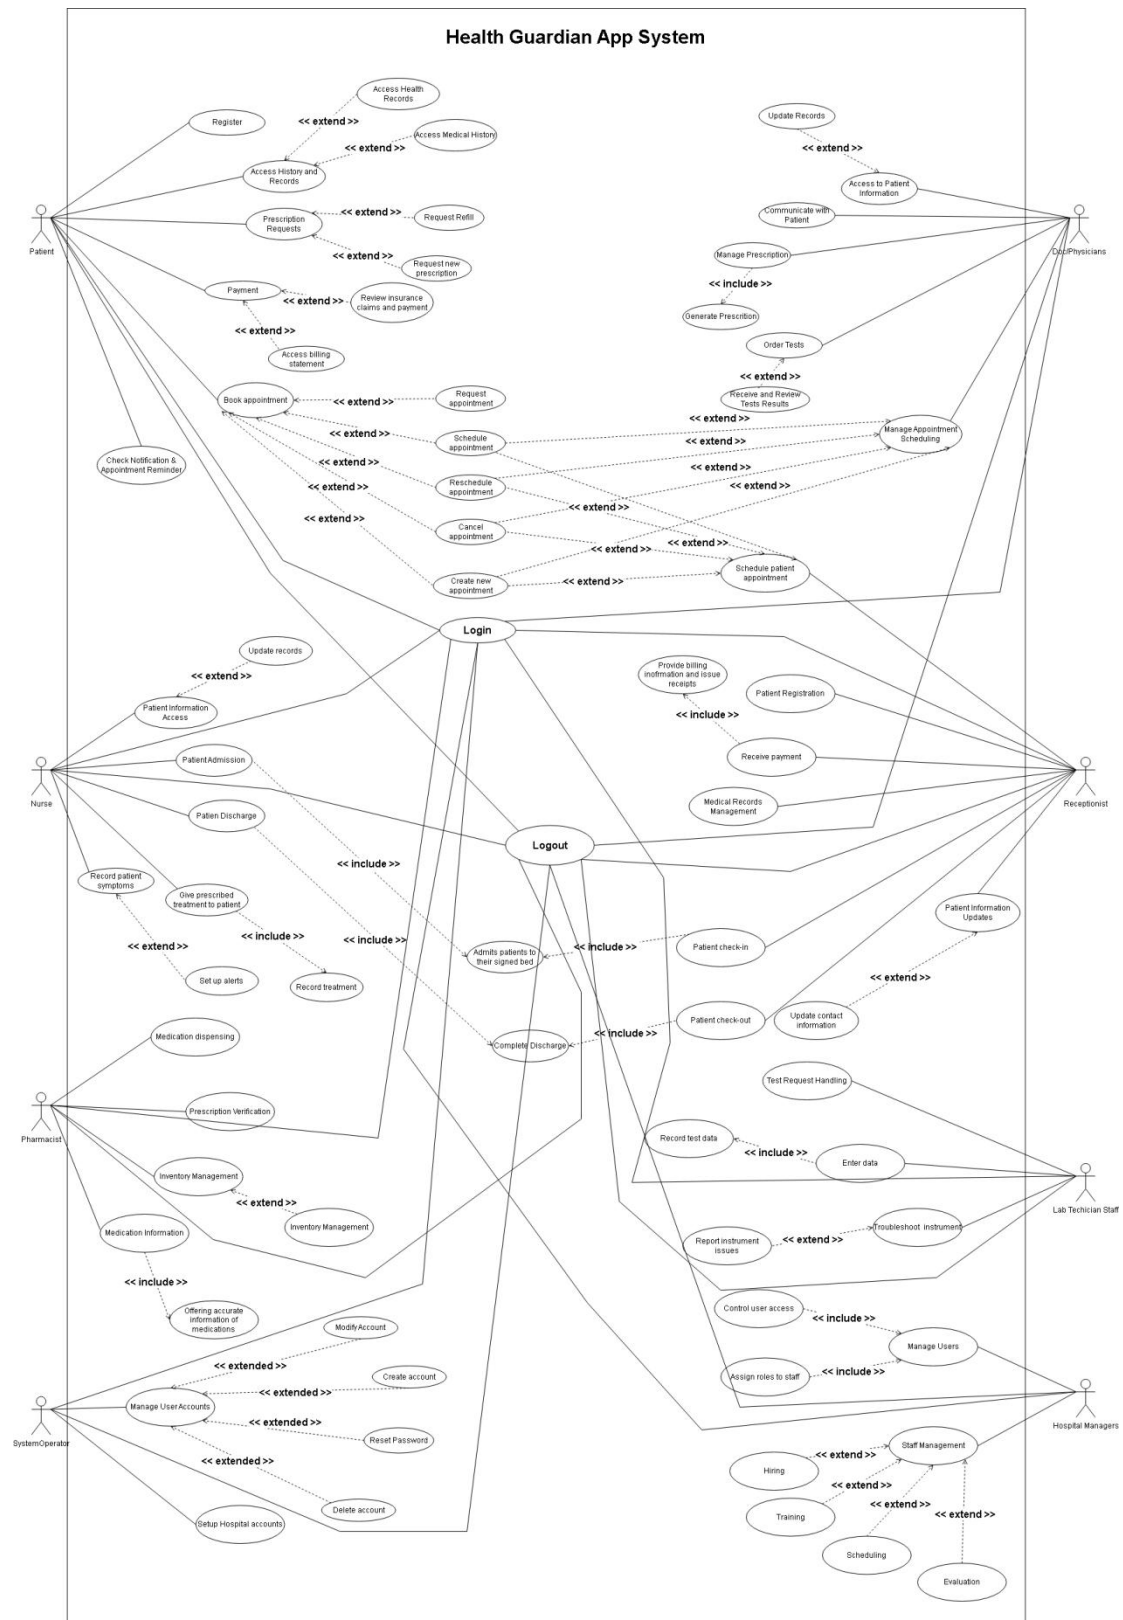 Health Guardian App System
Access Health
Records
<< extend >>
Register
Access Medical History
<< extend >>
Access History and
Records
Update Records
<< extend >>
Access to Patient
Information
Patient
Prescription
Requests
<< extend >>
Request Refill
Request new
prescription
<< extend >>
Communicate with
Patient
Doc/Physicians
Manage Prescription
<< include >>
Generate Prescrition
Payment
<< extend >>
Review insurance
claims and payment
<< extend >>
Access billing
statement
Order Tests
<< extend >>
Receive and Review
Tests Results
Book appointment
<< extend >>
Request
appointment
<< extend >>
Schedule
appointment
<< extend >>
Manage Appointment
Scheduling
Check Notification &
Appointment Reminder
<< extend >>
Reschedule
appointment
<< extend >>
<< extend >>
<< extend >>
Cancel
appointment
<< extend >>
<< extend >>
<< extend >>
Create new
appointment
<< extend >>
Schedule patient
appointment
Login
Update records
<< extend >>
Patient Information
Access
Provide billing
inofrmation and issue
receipts
<< include >>
Patient Registration
Receive payment
Nurse
Patient Admission
Patien Discharge
Medical Records
Management
Receptionist
Logout
<< include >>
Record patient
symptoms
Give prescribed
treatment to patient
<< extend >>
<< include >>
<< include >>
Set up alerts
Record treatment
Admits patients to
their signed bed
<< include >>
Patient check-in
Patient Information
Updates
<< extend >>
Update contact
information
Patient check-out
<< include >>
Complete Discharge
Medication dispensing
Pharmacist
Prescription Verification
Inventory Management
<< extend >>
Inventory Management
Medication Information
<< include >>
Offering accurate
information of
medications
Test Request Handling
Record test data
<< include >>
Enter data
Lab Techician Staff
Report instrument
issues
<< extend >>
Troubleshoot instrument
Control user access
<< include >>
Manage Users
Assign roles to staff
<< include >>
Hospital Managers
Modify Account
<< extended >>
Create account
<< extended >>
Manage User Accounts
<< extended >>
Reset Password
<< extended >>
Delete account
SystemOperator
Setup Hospital accounts
Staff Management
Hiring
<< extend >>
Training
<< extend >>
Scheduling
<< extend >>
Evaluation
<< extend >>